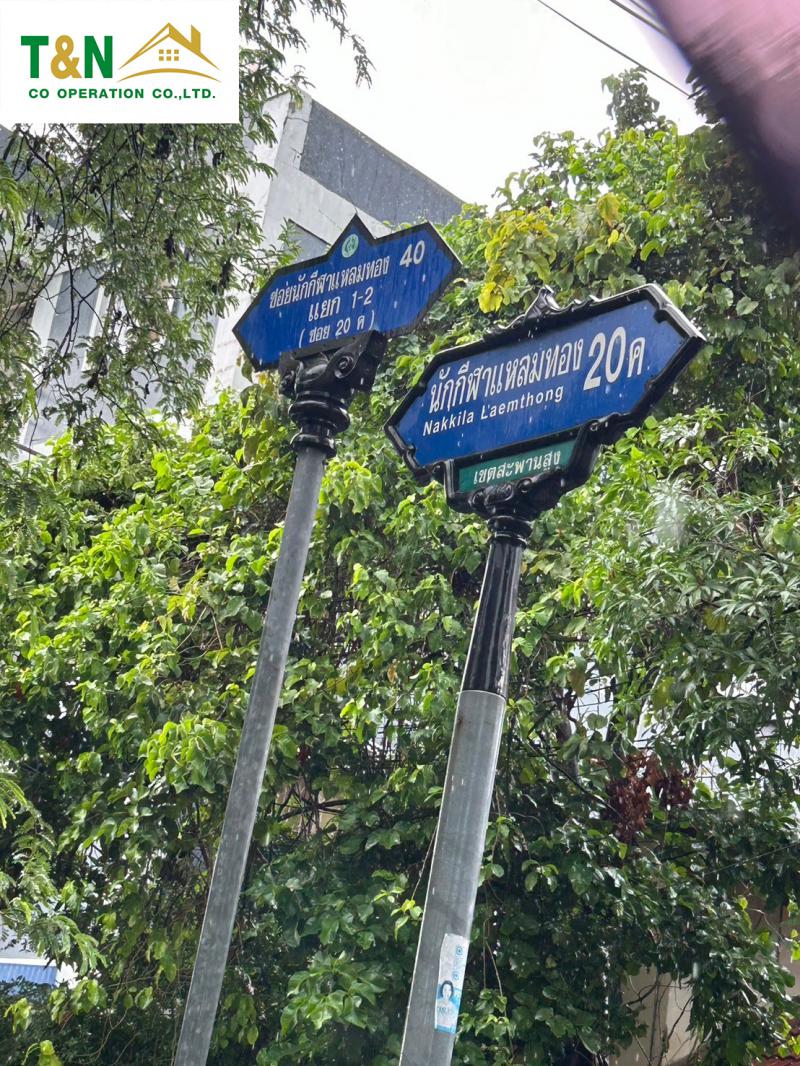 T&N
CO OPERATION CO.,LTD.
ซอยนักกีฬาแหลมทอง 40
แยก 1-2
( ซอย 20 ค )
นักกีฬาแหลมทอง 20ค
Nakkila Laemthong
เขตสะพานสูง